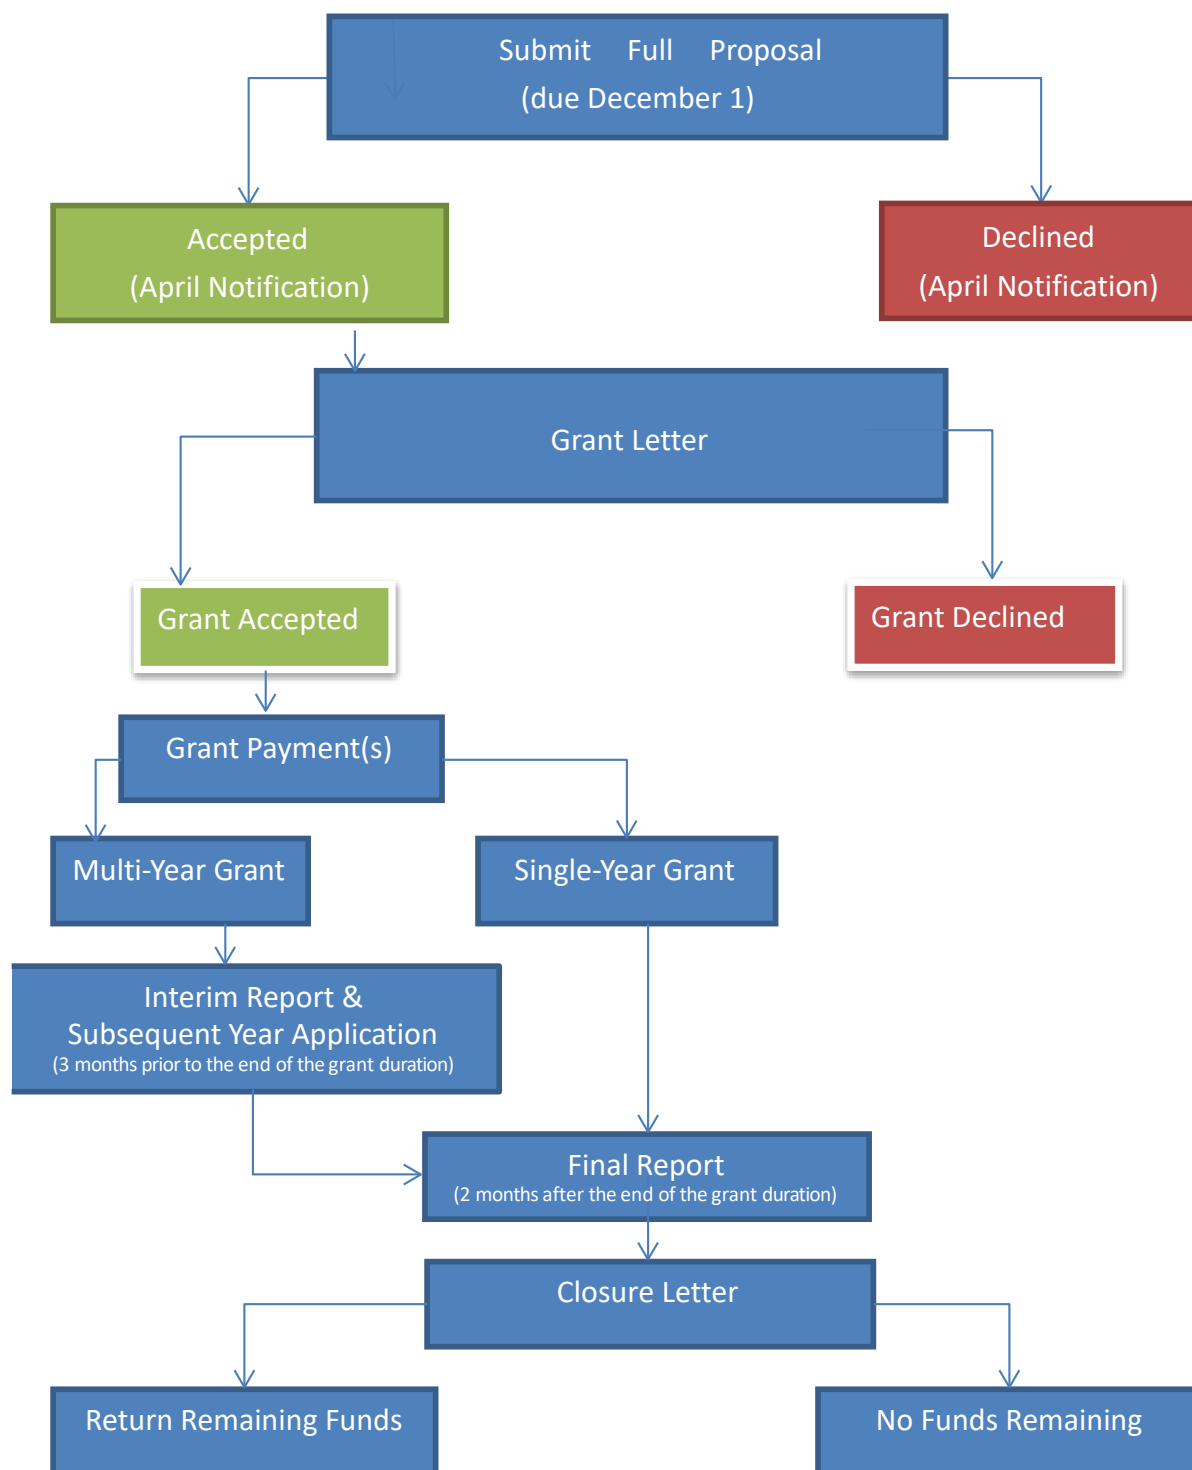 Submit Full Proposal
(due December 1)
Accepted
(April Notification)
Declined
(April Notification)
Grant Letter
Grant Accepted
Grant Declined
Grant Payment(s)
Multi-Year Grant
Single-Year Grant
Interim Report &
Subsequent Year Application
(3 months prior to the end of the grant duration)
Final Report
(2 months after the end of the grant duration)
Closure Letter
Return Remaining Funds
No Funds Remaining